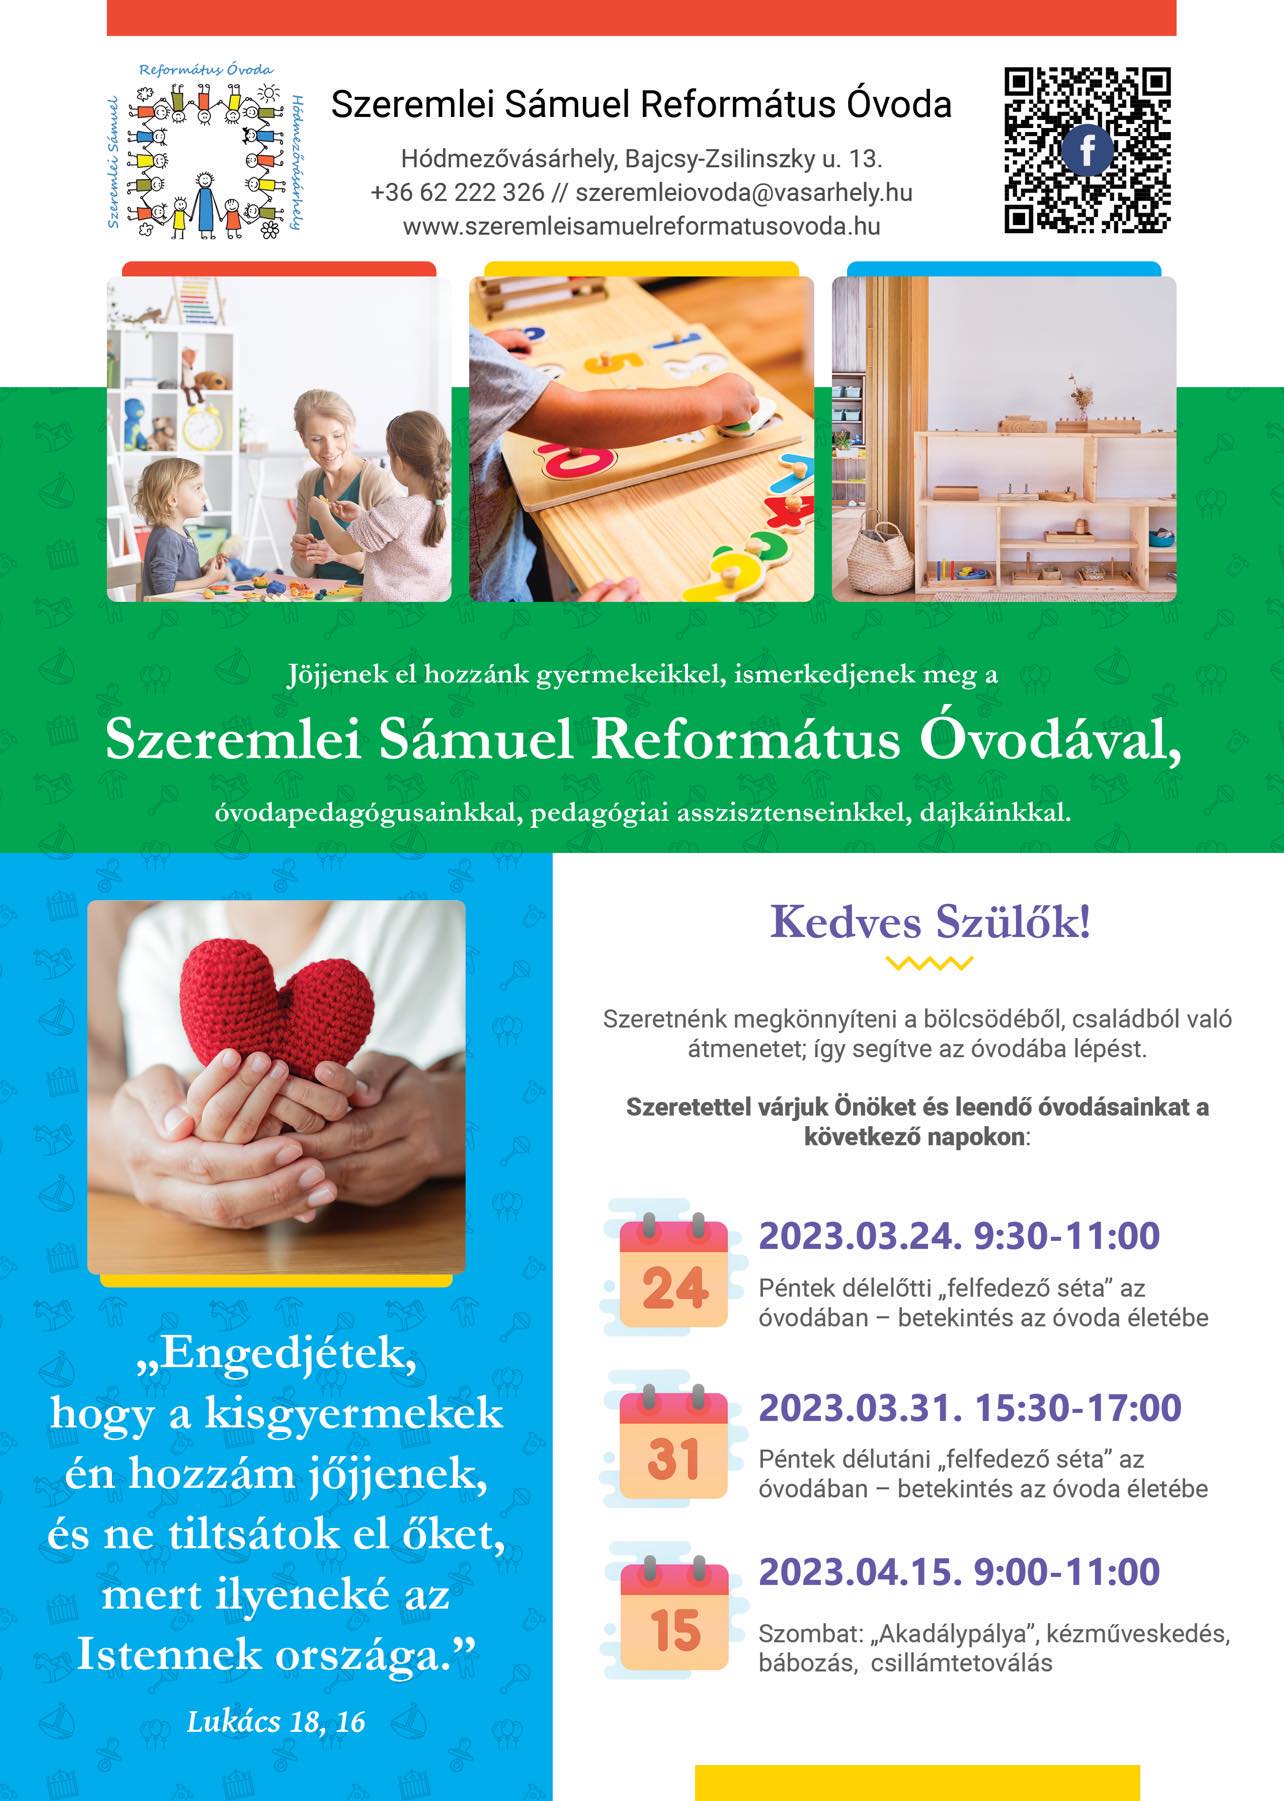 Református Óvoda
Szeremlei Sámuel
Hódmezővásárhely
Szeremlei Sámuel Református Óvoda
Hódmezővásárhely, Bajcsy-Zsilinszky u. 13.
+36 62 222 326 // szeremleiovoda@vasarhely.hu
www.szeremleisamuelreformatusovoda.hu
Jöjjenek el hozzánk gyermekeikkel, ismerkedjenek meg a
Szeremlei Sámuel Református Óvodával,
óvodapedagógusainkkal, pedagógiai asszisztenseinkkel, dajkáinkkal.
„Engedjétek,
hogy a kisgyermekek
én hozzám jőjjenek,
és ne tiltsátok el őket,
mert ilyeneké az
Istennek országa.”
Lukács 18, 16
Kedves Szülők!
Szeretnénk megkönnyíteni a bölcsödéből, családból való
átmenetet; így segítve az óvodába lépést.
Szeretettel várjuk Önöket és leendő óvodásainkat a
következő napokon:
24
2023.03.24. 9:30-11:00
Péntek délelőtti „felfedező séta” az
óvodában – betekintés az óvoda életébe
31
2023.03.31. 15:30-17:00
Péntek délutáni „felfedező séta” az
óvodában – betekintés az óvoda életébe
15
2023.04.15. 9:00-11:00
Szombat: „Akadálypálya”, kézműveskedés,
bábozás, csillámtetoválás